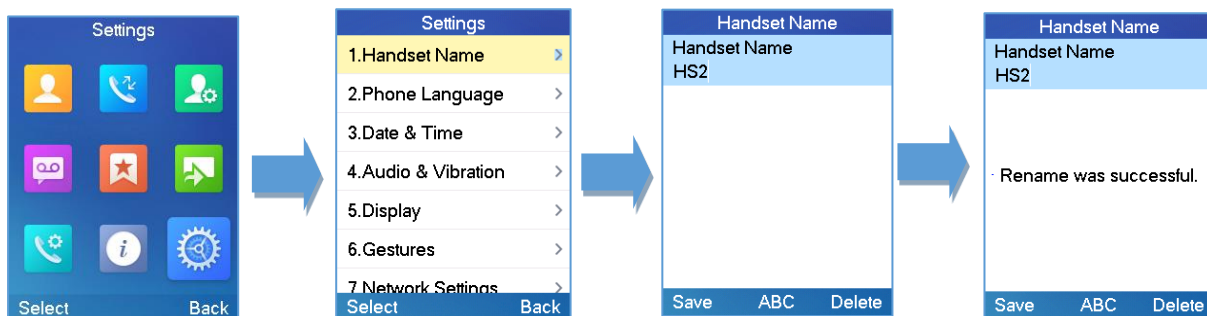 Settings
Select Back
Settings
1.Handset Name
2.Phone Language
3.Date & Time
4.Audio & Vibration
5.Display
6.Gestures
7 Network Settings
Select Back
Handset Name
Handset Name
HS2
Save ABC Delete
Handset Name
Handset Name
HS2
Rename was successful.
Save ABC Delete